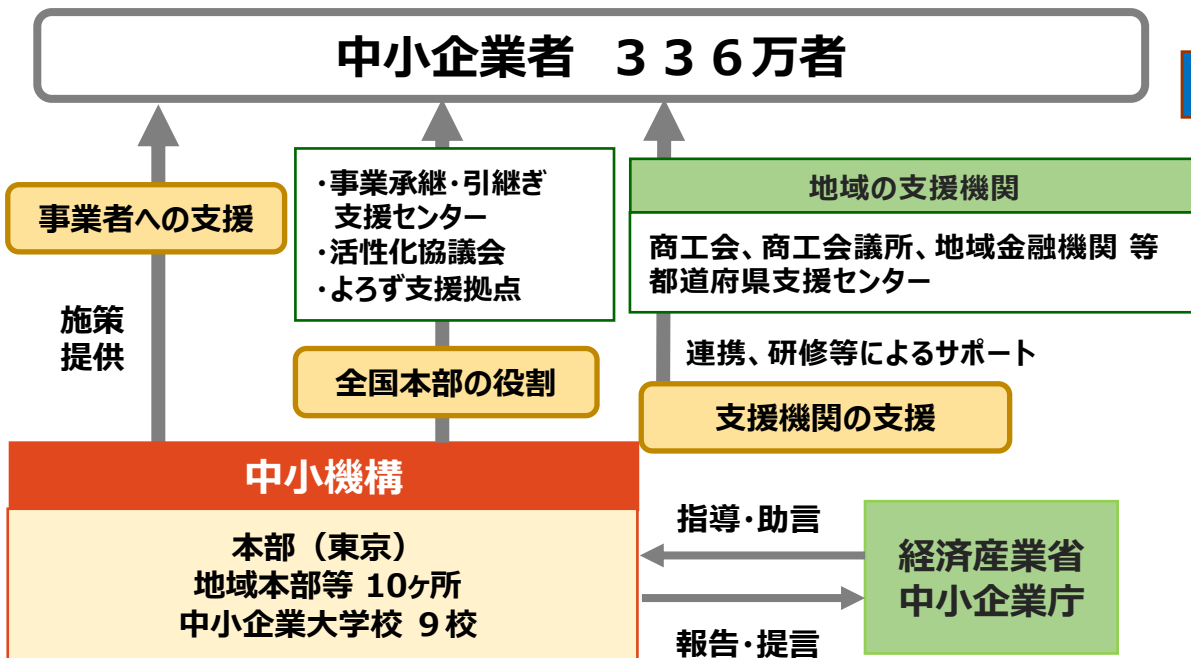 中小企業者 ３３６万者
事業者への支援
・事業承継・引継ぎ
支援センター
・活性化協議会
・よろず支援拠点
地域の支援機関
商工会、商工会議所、地域金融機関 等
都道府県支援センター
施策
提供
全国本部の役割
連携、研修等によるサポート
支援機関の支援
中小機構
本部（東京）
地域本部等 10ヶ所
中小企業大学校 ９校
指導・助言
経済産業省
中小企業庁
報告・提言